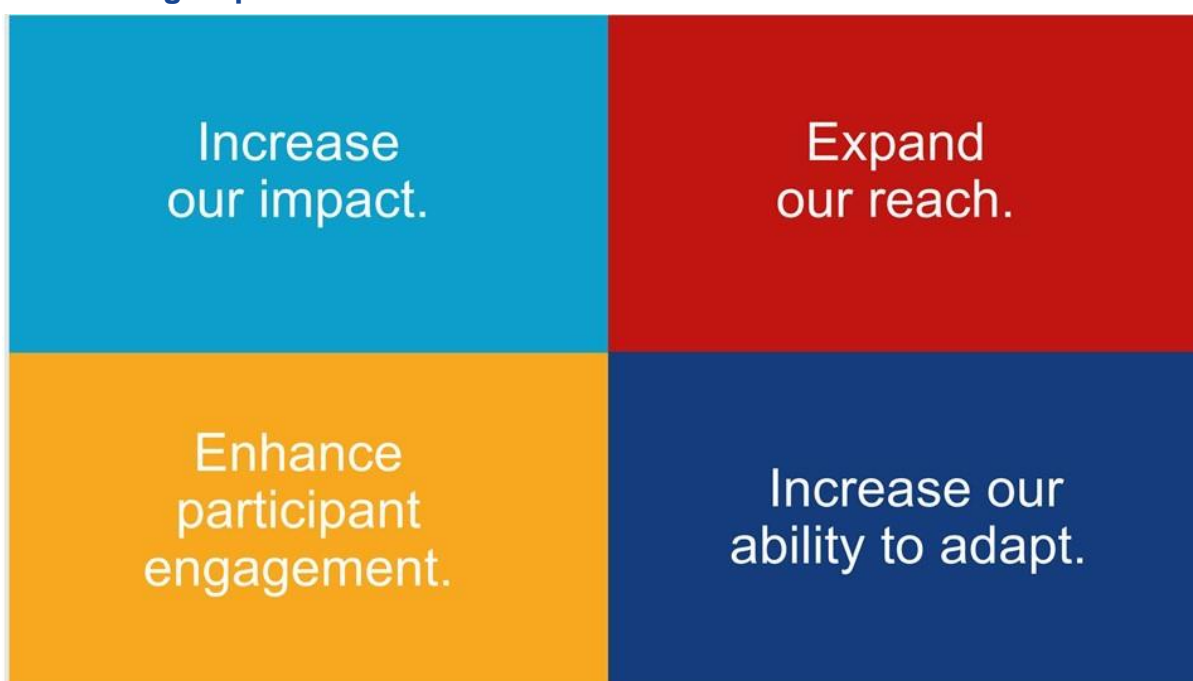 Increase
our impact.
Expand
our reach.
Enhance
participant
engagement.
Increase our
ability to adapt.